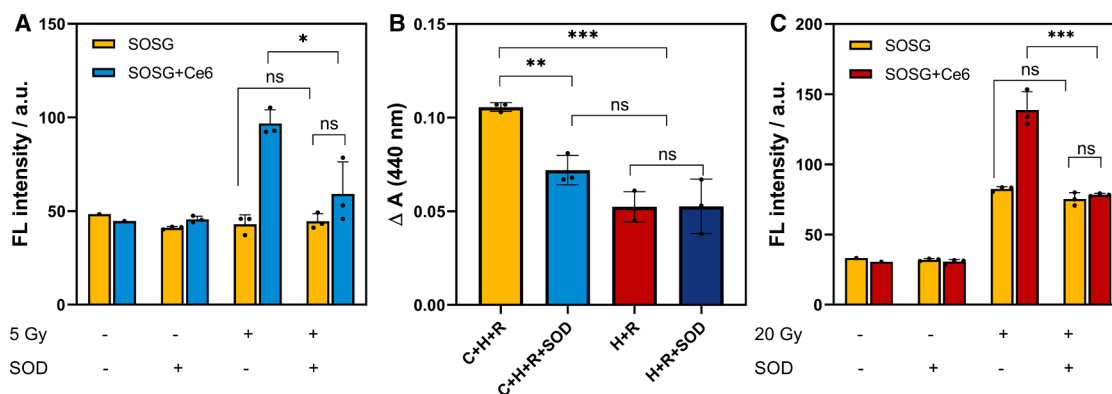 A
FL intensity / a.u.
150
100
50
0
SOSG
SOSG+Ce6
*
ns
ns
5 Gy - - + +
SOD - + - +
B
Δ A (440 nm)
0.15
0.10
0.05
0.00
***
**
ns
ns
C+H+R
C+H+R+SOD
H+R
H+R+SOD
C
FL intensity / a.u.
200
150
100
50
0
SOSG
SOSG+Ce6
***
ns
ns
20 Gy - - + +
SOD - + - +